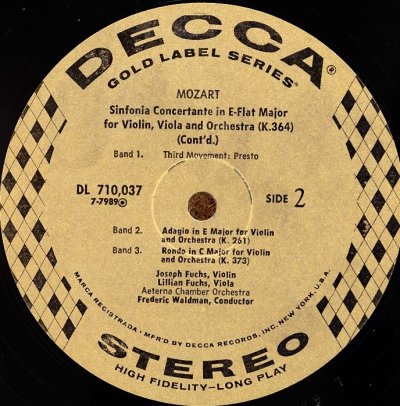 DECCA®
GOLD LABEL SERIES®
MOZART
Sinfonia Concertante in E-Flat Major
for Violin, Viola and Orchestra (K.364)
(Cont'd.)
Band 1. Third Movement: Presto
DL 710,037
7-7989
SIDE 2
Band 2. Adagio in E Major for Violin
and Orchestra (K. 261)
Band 3. Rondo in C Major for Violin
and Orchestra (K. 373)
Joseph Fuchs, Violin
Lillian Fuchs, Viola
Aeterna Chamber Orchestra
Frederic Waldman, Conductor
MARCA REGISTRADA • MFR'D BY DECCA RECORDS, INC. NEW YORK, U.S.A.
STEREO
HIGH FIDELITY—LONG PLAY